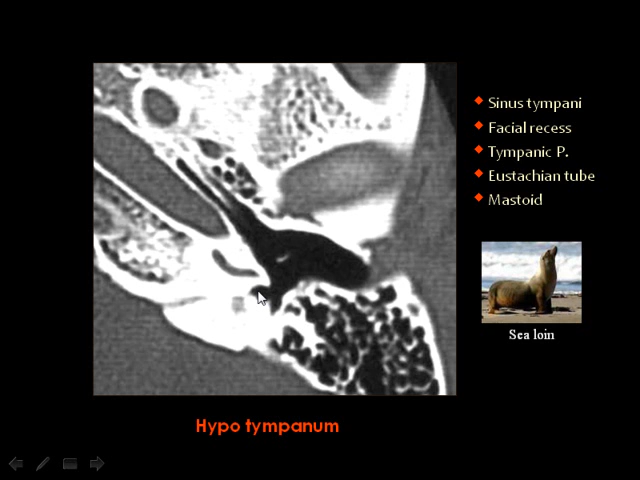 Sinus tympani
Facial recess
Tympanic P.
Eustachian tube
Mastoid
Sea loin
Hypo tympanum